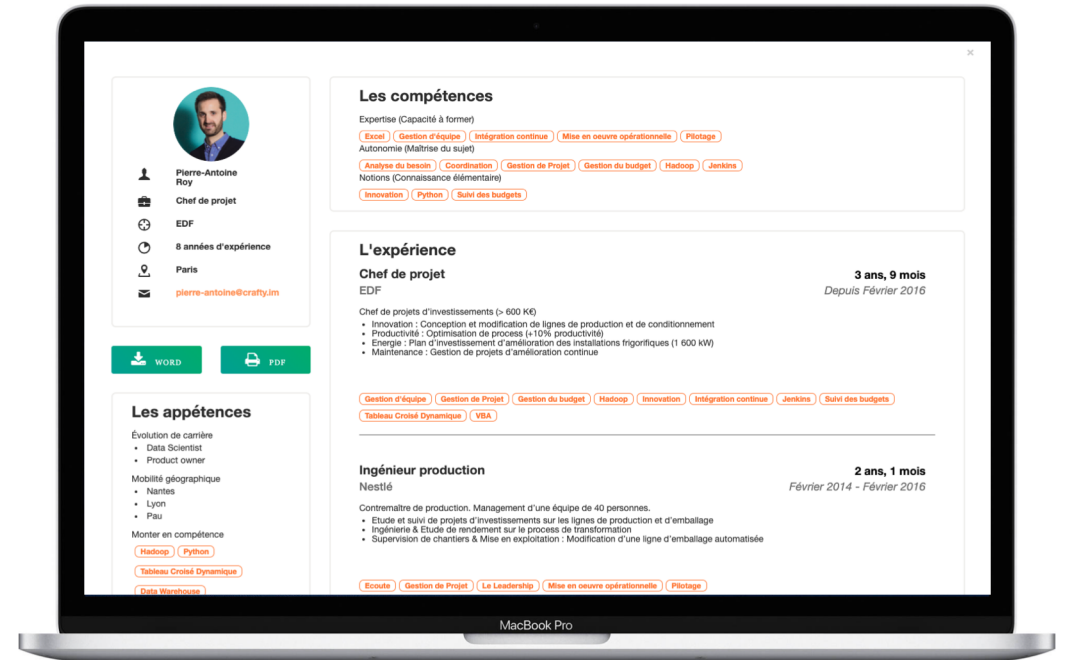 ×
Pierre-Antoine
Roy
Chef de projet
EDF
8 années d'expérience
Paris
pierre-antoine@crafty.im
WORD
PDF
Les appétences
Évolution de carrière
• Data Scientist
• Product owner
Mobilité géographique
• Nantes
• Lyon
• Pau
Monter en compétence
Hadoop Python
Tableau Croisé Dynamique
Data Warehouse
Les compétences
Expertise (Capacité à former)
Excel Gestion d'équipe Intégration continue Mise en oeuvre opérationnelle Pilotage
Autonomie (Maîtrise du sujet)
Analyse du besoin Coordination Gestion de Projet Gestion du budget Hadoop Jenkins
Notions (Connaissance élémentaire)
Innovation Python Suivi des budgets
L'expérience
Chef de projet 3 ans, 9 mois
EDF Depuis Février 2016
Chef de projets d'investissements (> 600 K€)
• Innovation : Conception et modification de lignes de production et de conditionnement
• Productivité : Optimisation de process (+10% productivité)
• Energie : Plan d'investissement d'amélioration des installations frigorifiques (1 600 kW)
• Maintenance : Gestion de projets d'amélioration continue
Gestion d'équipe Gestion de Projet Gestion du budget Hadoop Innovation Intégration continue Jenkins Suivi des budgets
Tableau Croisé Dynamique VBA
Ingénieur production 2 ans, 1 mois
Nestlé Février 2014 - Février 2016
Contremaître de production. Management d'une équipe de 40 personnes.
• Etude et suivi de projets d'investissements sur les lignes de production et d'emballage
• Ingénierie & Etude de rendement sur le process de transformation
• Supervision de chantiers & Mise en exploitation : Modification d'une ligne d'emballage automatisée
Ecoute Gestion de Projet Le Leadership Mise en oeuvre opérationnelle Pilotage
MacBook Pro